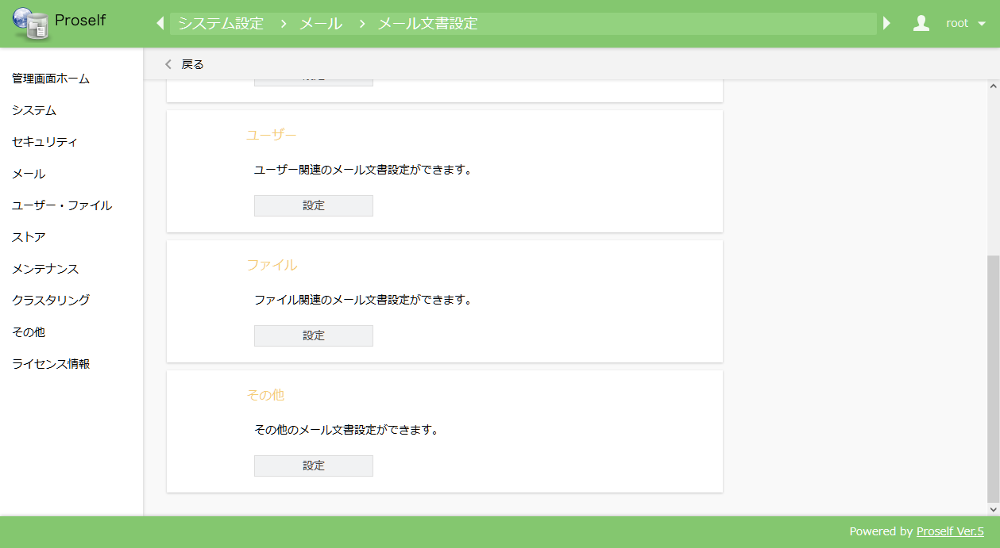 Proself
システム設定 > メール > メール文書設定
root
戻る
管理画面ホーム
システム
セキュリティ
メール
ユーザー・ファイル
ストア
メンテナンス
クラスタリング
その他
ライセンス情報
ユーザー
ユーザー関連のメール文書設定ができます。
設定
ファイル
ファイル関連のメール文書設定ができます。
設定
その他
その他のメール文書設定ができます。
設定
Powered by Proself Ver.5